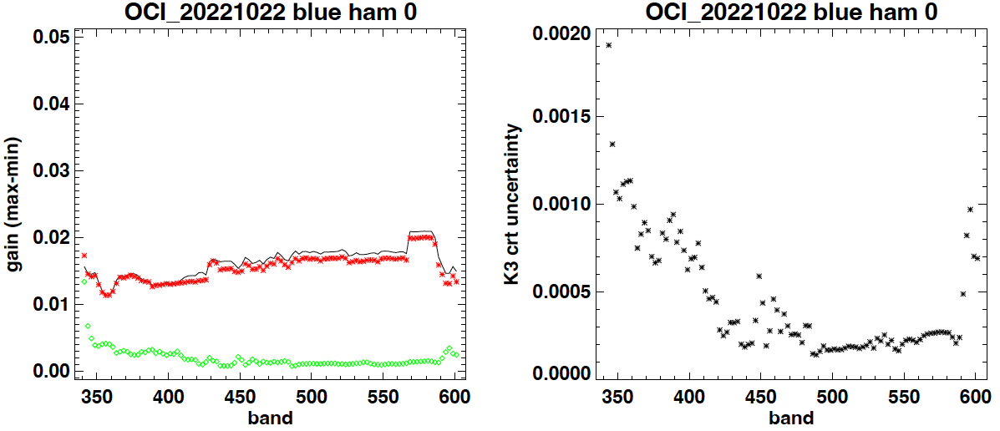 OCI_20221022 blue ham 0
gain (max-min)
0.05
0.04
0.03
0.02
0.01
0.00
350 400 450 500 550 600
band
OCI_20221022 blue ham 0
K3 crt uncertainty
0.0020
0.0015
0.0010
0.0005
0.0000
350 400 450 500 550 600
band